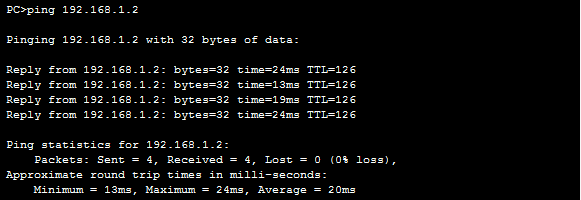 PC>ping 192.168.1.2
Pinging 192.168.1.2 with 32 bytes of data:
Reply from 192.168.1.2: bytes=32 time=24ms TTL=126
Reply from 192.168.1.2: bytes=32 time=13ms TTL=126
Reply from 192.168.1.2: bytes=32 time=19ms TTL=126
Reply from 192.168.1.2: bytes=32 time=24ms TTL=126
Ping statistics for 192.168.1.2:
    Packets: Sent = 4, Received = 4, Lost = 0 (0% loss),
Approximate round trip times in milli-seconds:
    Minimum = 13ms, Maximum = 24ms, Average = 20ms